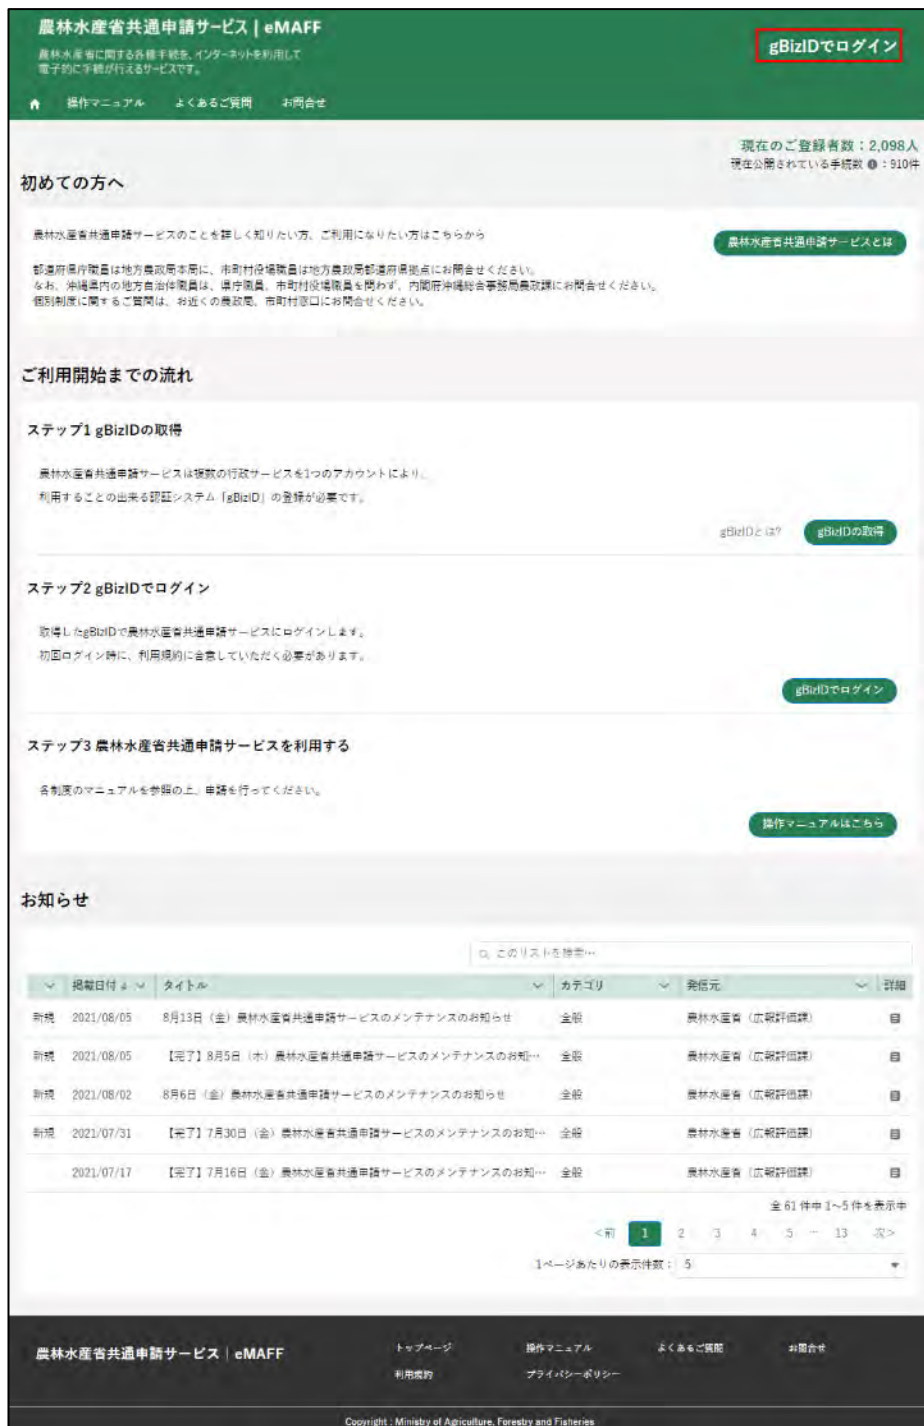 農林水産省共通申請サービス | eMAFF
農林水産省に関する各種手続を、インターネットを利用して
電子的に手続が行えるサービスです。
gBizIDでログイン
操作マニュアル よくあるご質問 お問合せ
現在のご登録者数：2,098人
現在公開されている手続数 ：910件
初めての方へ
農林水産省共通申請サービスのことを詳しく知りたい方、ご利用になりたい方はこちらから
農林水産省共通申請サービスとは
都道府県庁職員は地方農政局本局に、市町村役場職員は地方農政局都道府県拠点にお問合せください。
なお、沖縄県内の地方自治体職員は、県庁職員、市町村役場職員を問わず、内閣府沖縄総合事務局農政課にお問合せください。
個別制度に関するご質問は、お近くの農政局、市町村窓口にお問合せください。
ご利用開始までの流れ
ステップ1 gBizIDの取得
農林水産省共通申請サービスは複数の行政サービスを1つのアカウントにより、
利用することの出来る認証システム「gBizID」の登録が必要です。
gBizIDとは? gBizIDの取得
ステップ2 gBizIDでログイン
取得したgBizIDで農林水産省共通申請サービスにログインします。
初回ログイン時に、利用規約に合意していただく必要があります。
gBizIDでログイン
ステップ3 農林水産省共通申請サービスを利用する
各制度のマニュアルを参照の上、申請を行ってください。
操作マニュアルはこちら
お知らせ
このリストを検索…
掲載日付↓ タイトル カテゴリ 発信元 詳細
新規 2021/08/05 8月13日（金）農林水産省共通申請サービスのメンテナンスのお知らせ 全般 農林水産省（広報評価課）
新規 2021/08/05 【完了】8月5日（木）農林水産省共通申請サービスのメンテナンスのお知… 全般 農林水産省（広報評価課）
新規 2021/08/02 8月6日（金）農林水産省共通申請サービスのメンテナンスのお知らせ 全般 農林水産省（広報評価課）
新規 2021/07/31 【完了】7月30日（金）農林水産省共通申請サービスのメンテナンスのお知… 全般 農林水産省（広報評価課）
2021/07/17 【完了】7月16日（金）農林水産省共通申請サービスのメンテナンスのお知… 全般 農林水産省（広報評価課）
全 61 件中 1～5 件を表示中
<前 1 2 3 4 5 … 13 次>
1ページあたりの表示件数： 5
農林水産省共通申請サービス | eMAFF
トップページ 操作マニュアル よくあるご質問 お問合せ
利用規約 プライバシーポリシー
Copyright : Ministry of Agriculture, Forestry and Fisheries